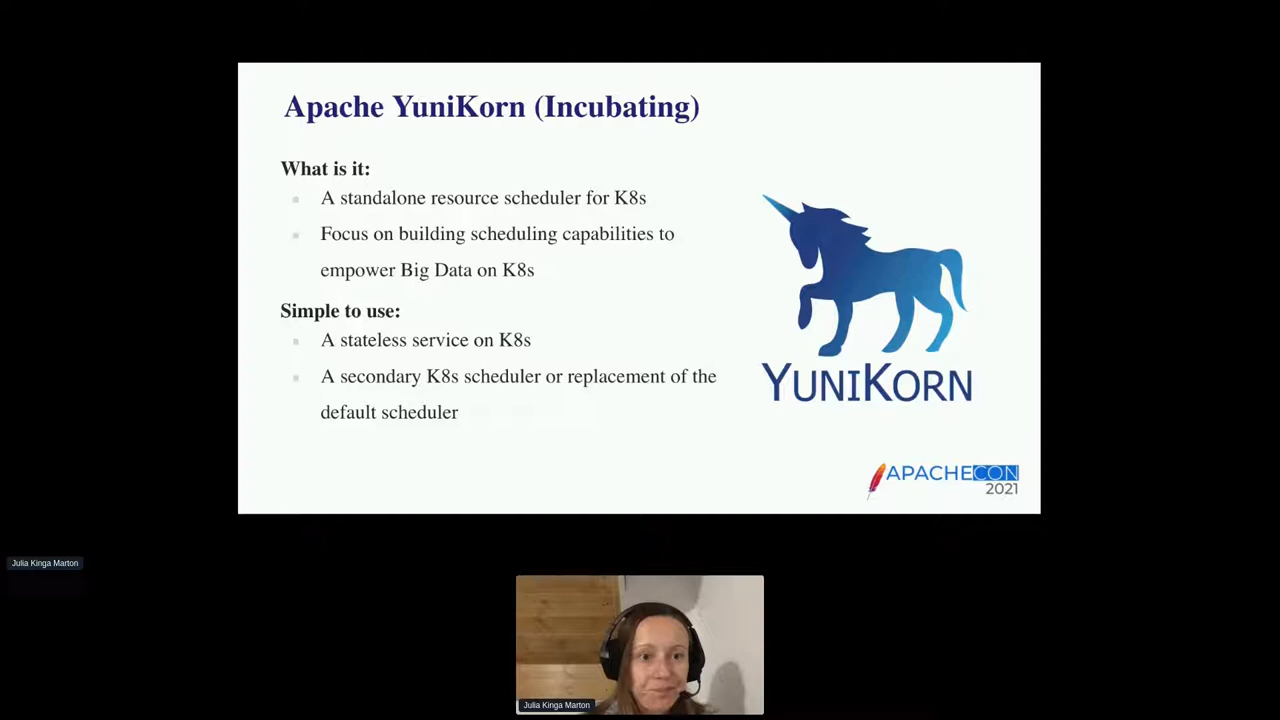 Apache YuniKorn (Incubating)
What is it:
A standalone resource scheduler for K8s
Focus on building scheduling capabilities to
empower Big Data on K8s
Simple to use:
A stateless service on K8s
A secondary K8s scheduler or replacement of the
default scheduler
YUNIKORN
APACHECON
2021
Julia Kinga Marton
Julia Kinga Marton